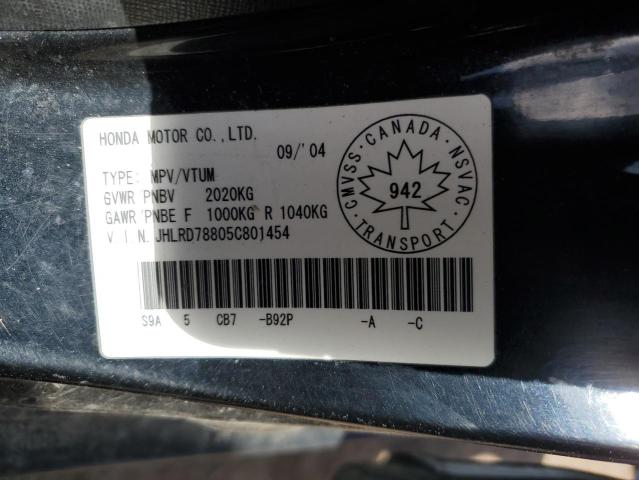 HONDA MOTOR CO.,LTD.
09/'04
TYPE: MPV/VTUM
GVWR/PNBV 2020KG
GAWR/PNBE F 1000KG R 1040KG
V.I.N. JHLRD78805C801454
S9A 5 CB7 -B92P -A -C
CMVSS·CANADA·NSVAC
942
TRANSPORT